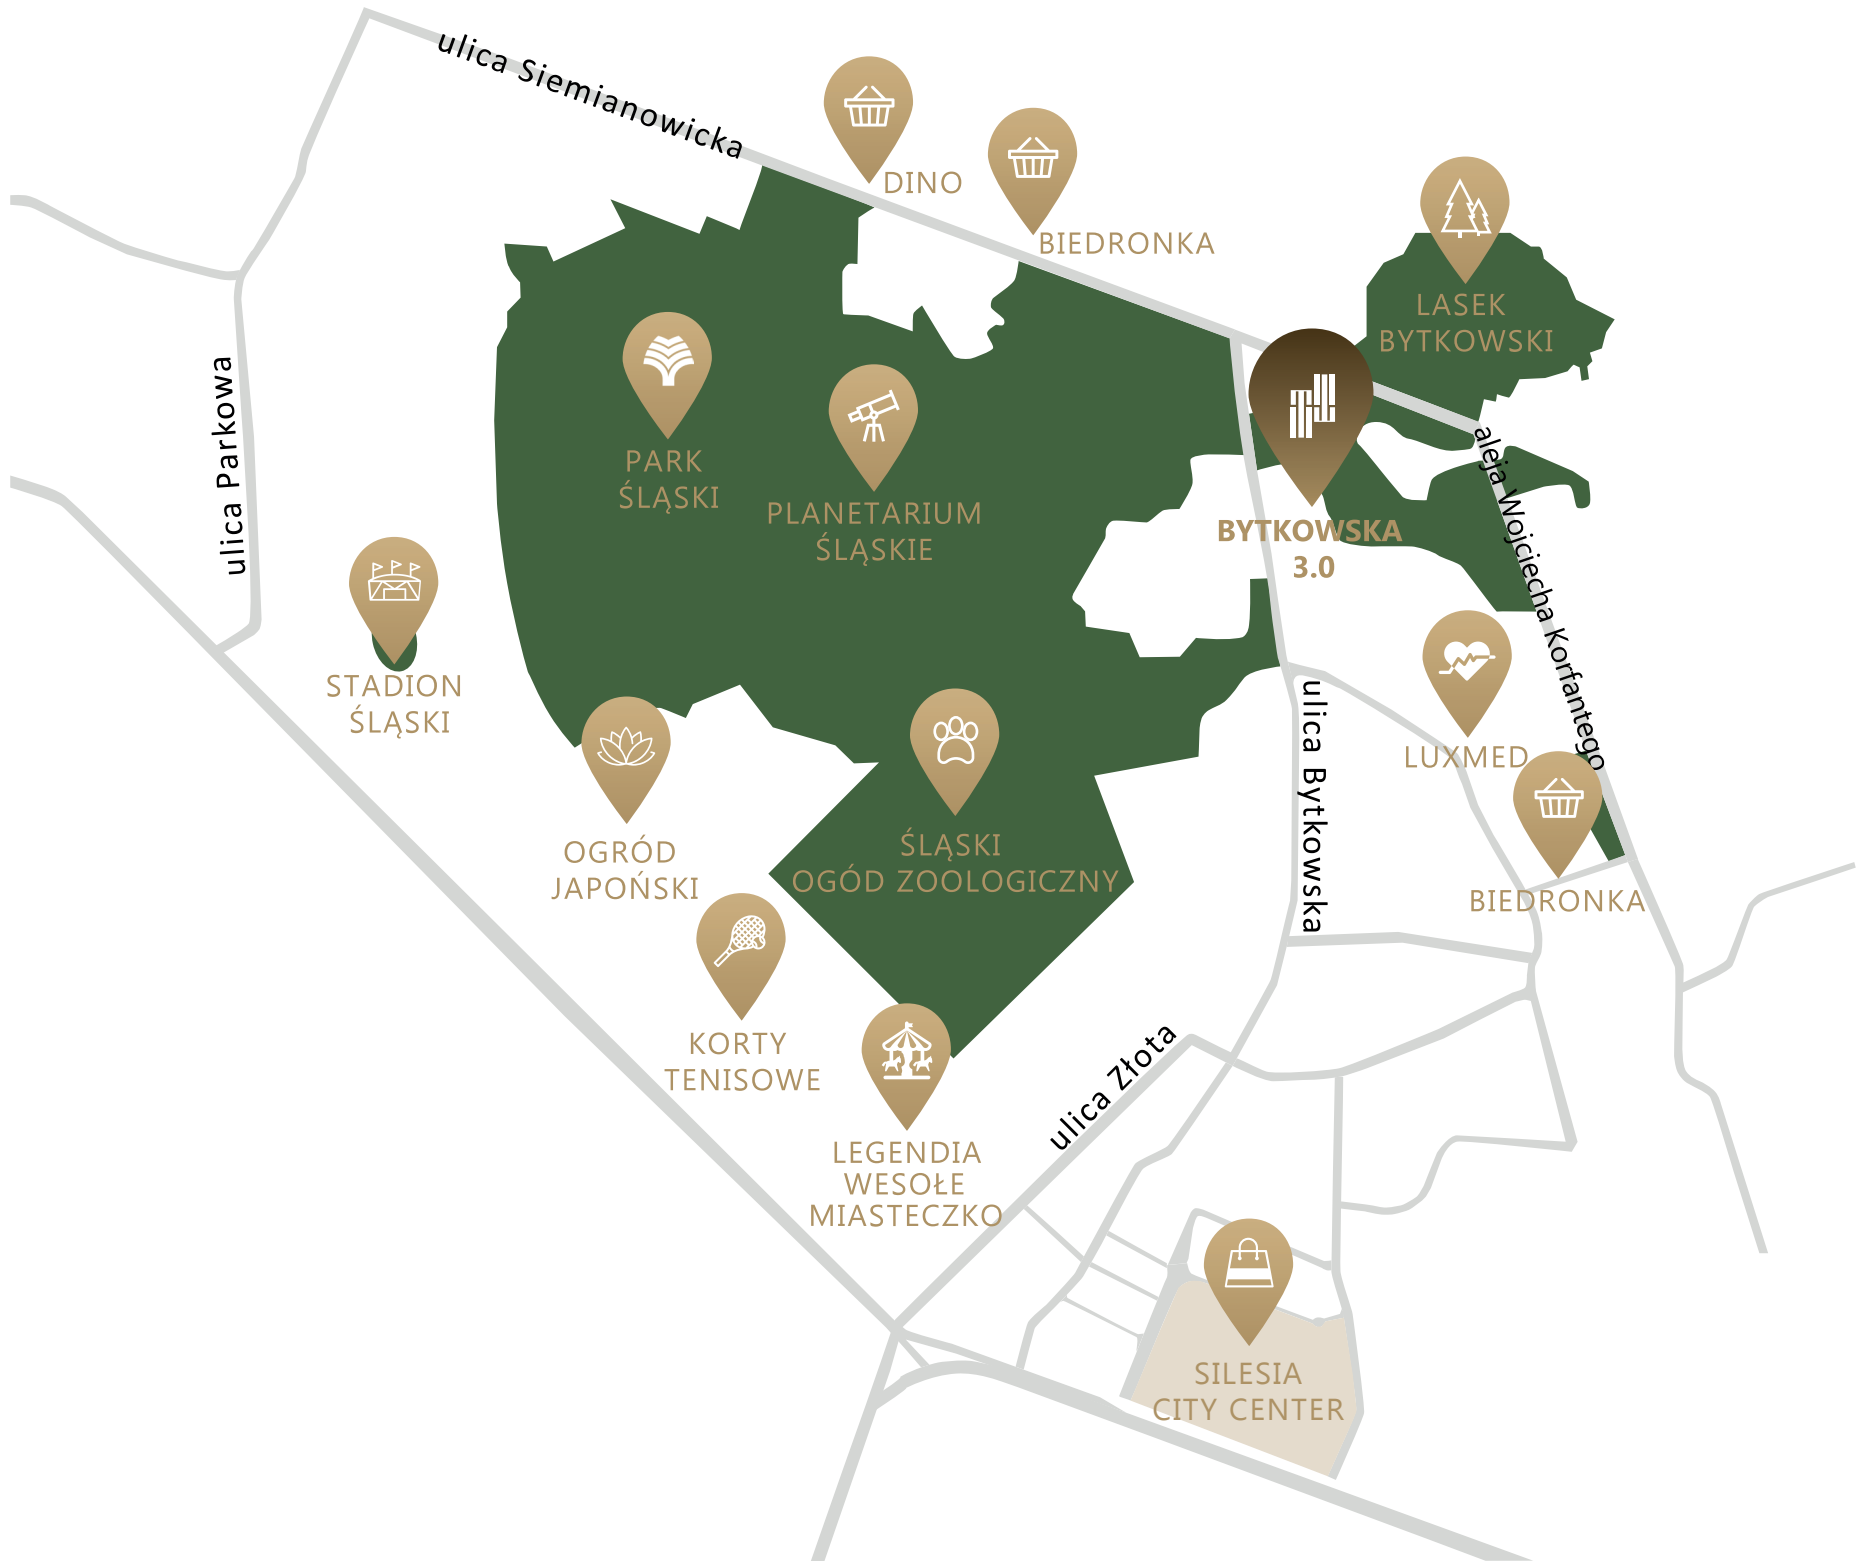 ulica Siemianowicka
DINO
BIEDRONKA
LASEK
BYTKOWSKI
ulica Parkowa
PARK
ŚLĄSKI
PLANETARIUM
ŚLĄSKIE
BYTKOWSKA
3.0
aleja Wojciecha Korfantego
STADION
ŚLĄSKI
LUXMED
ulica Bytkowska
OGRÓD
JAPOŃSKI
ŚLĄSKI
OGÓD ZOOLOGICZNY
BIEDRONKA
KORTY
TENISOWE
ulica Złota
LEGENDIA
WESOŁE
MIASTECZKO
SILESIA
CITY CENTER